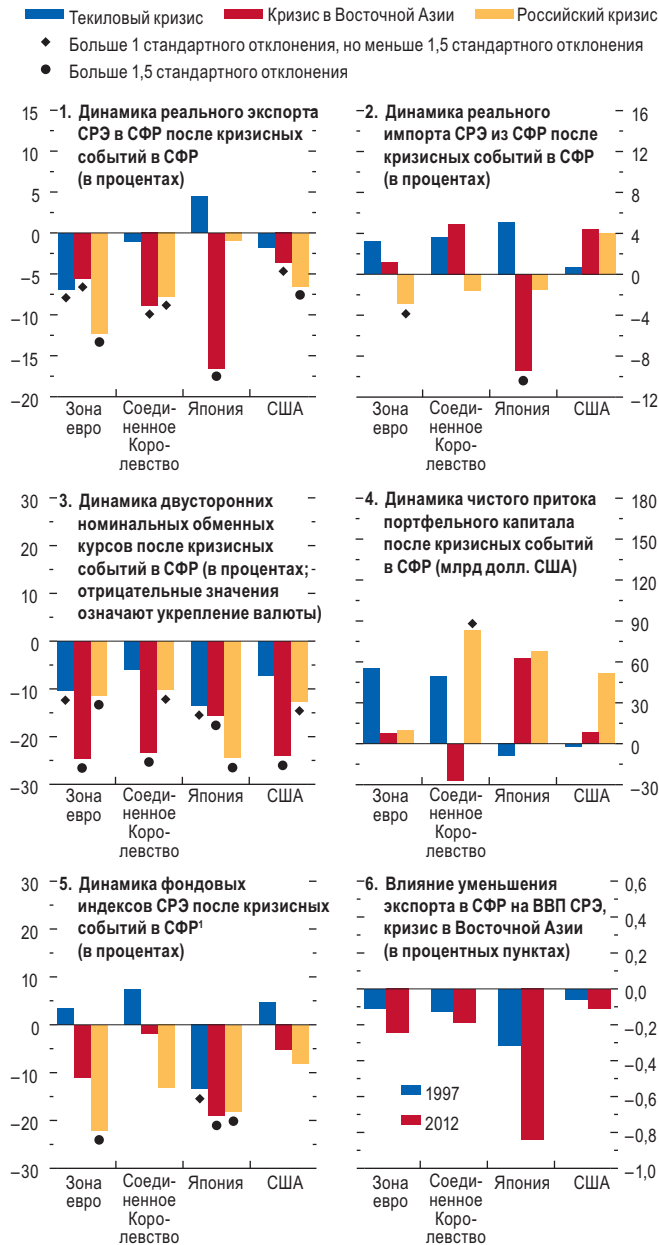 Текиловый кризис Кризис в Восточной Азии Российский кризис
Больше 1 стандартного отклонения, но меньше 1,5 стандартного отклонения
Больше 1,5 стандартного отклонения
1. Динамика реального экспорта
СРЭ в СФР после кризисных
событий в СФР
(в процентах)
15
10
5
0
–5
–10
–15
–20
Зона
евро
Соеди-
ненное
Коро-
левство
Япония
США
2. Динамика реального
импорта СРЭ из СФР после
кризисных событий в СФР
(в процентах)
16
12
8
4
0
–4
–8
–12
Зона
евро
Соеди-
ненное
Коро-
левство
Япония
США
3. Динамика двусторонних
номинальных обменных
курсов после кризисных
событий в СФР (в процентах;
отрицательные значения
означают укрепление валюты)
30
20
10
0
–10
–20
–30
Зона
евро
Соеди-
ненное
Коро-
левство
Япония
США
4. Динамика чистого притока
портфельного капитала
после кризисных событий
в СФР (млрд долл. США)
180
150
120
90
60
30
0
–30
Зона
евро
Соеди-
ненное
Коро-
левство
Япония
США
5. Динамика фондовых
индексов СРЭ после кризисных
событий в СФР¹
(в процентах)
30
20
10
0
–10
–20
–30
Зона
евро
Соеди-
ненное
Коро-
левство
Япония
США
6. Влияние уменьшения
экспорта в СФР на ВВП СРЭ,
кризис в Восточной Азии
(в процентных пунктах)
0,6
0,4
0,2
0,0
–0,2
–0,4
–0,6
–0,8
–1,0
1997
2012
Зона
евро
Соеди-
ненное
Коро-
левство
Япония
США